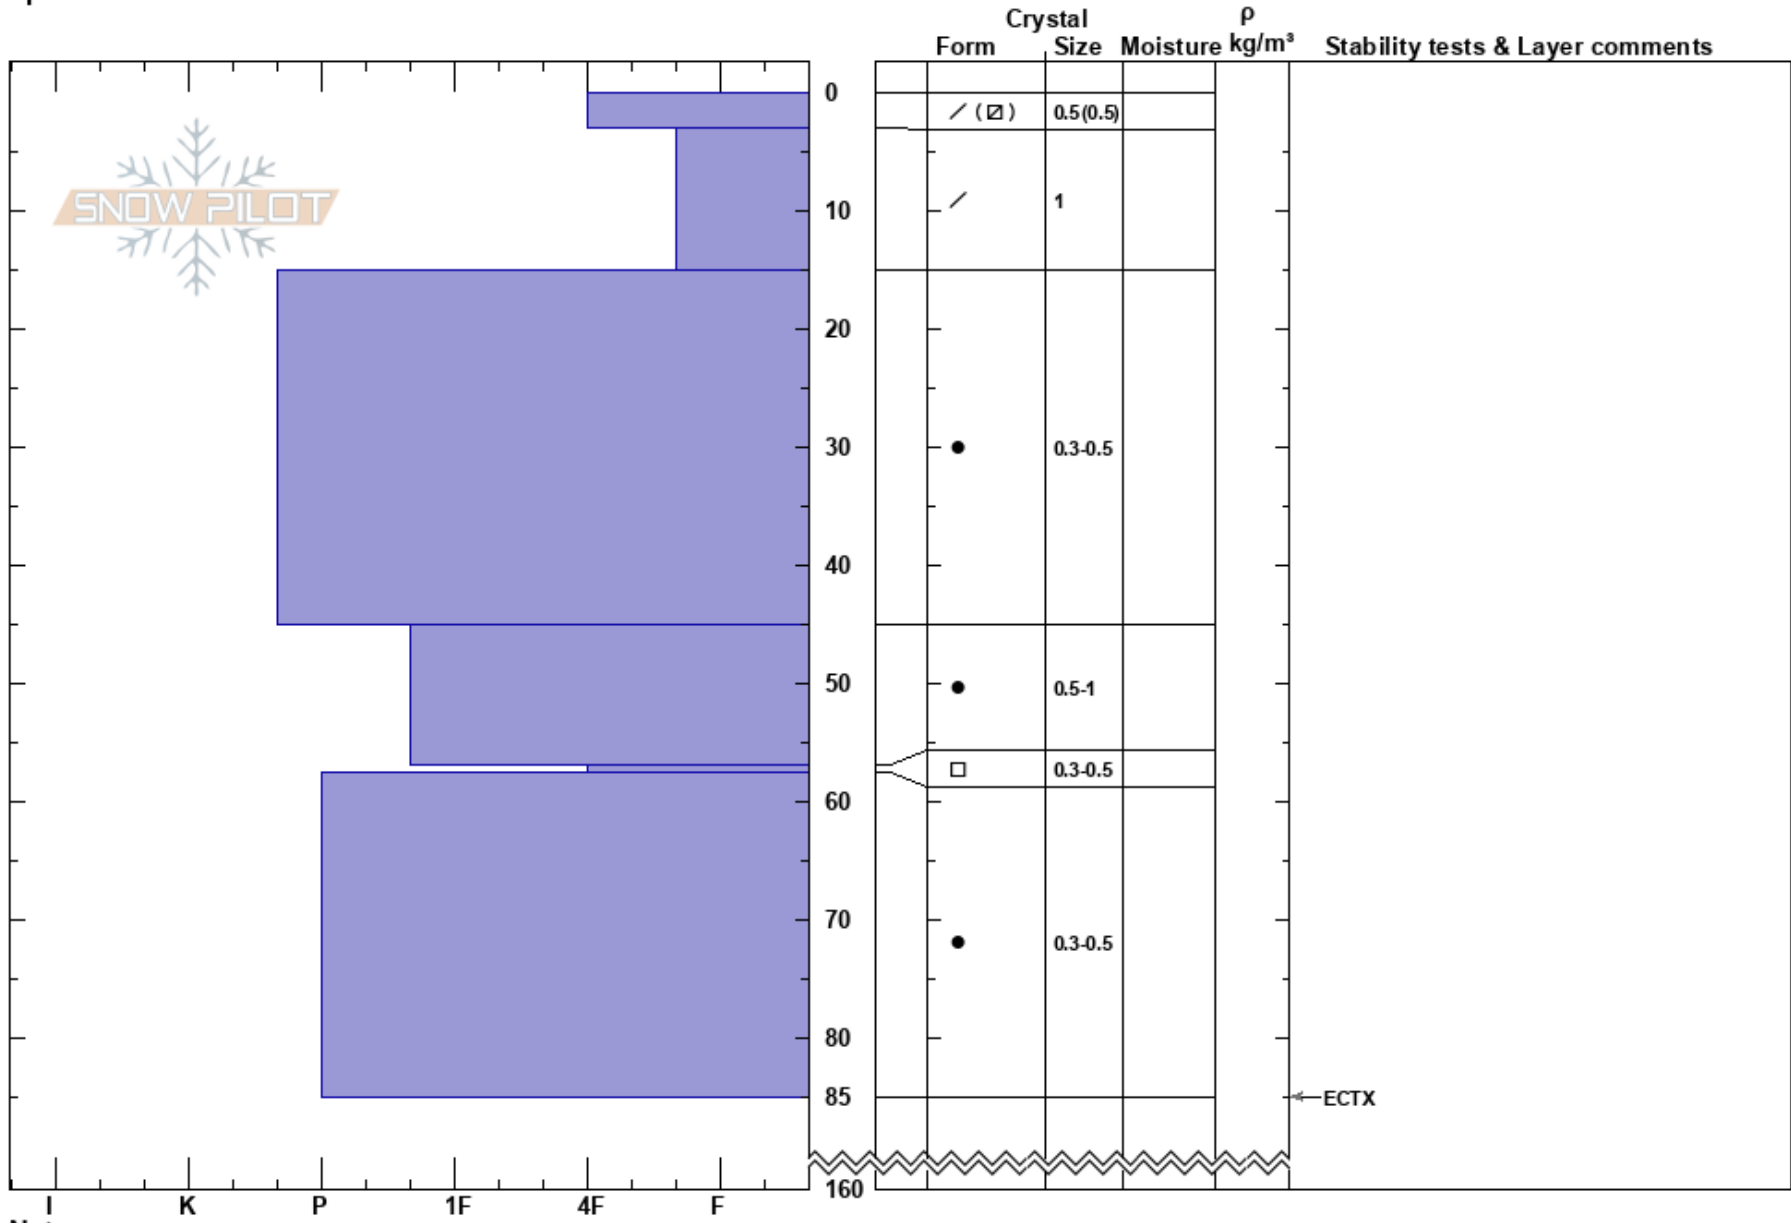 Crystal ρ
Form Size Moisture kg/m³ Stability tests & Layer comments
0
/ (⧄) 0.5(0.5)
SNOW PILOT
/ 1
10
20
30 ● 0.3-0.5
40
50 ● 0.5-1
□ 0.3-0.5
60
70
● 0.3-0.5
80
85 ECTX
160
I K P 1F 4F F